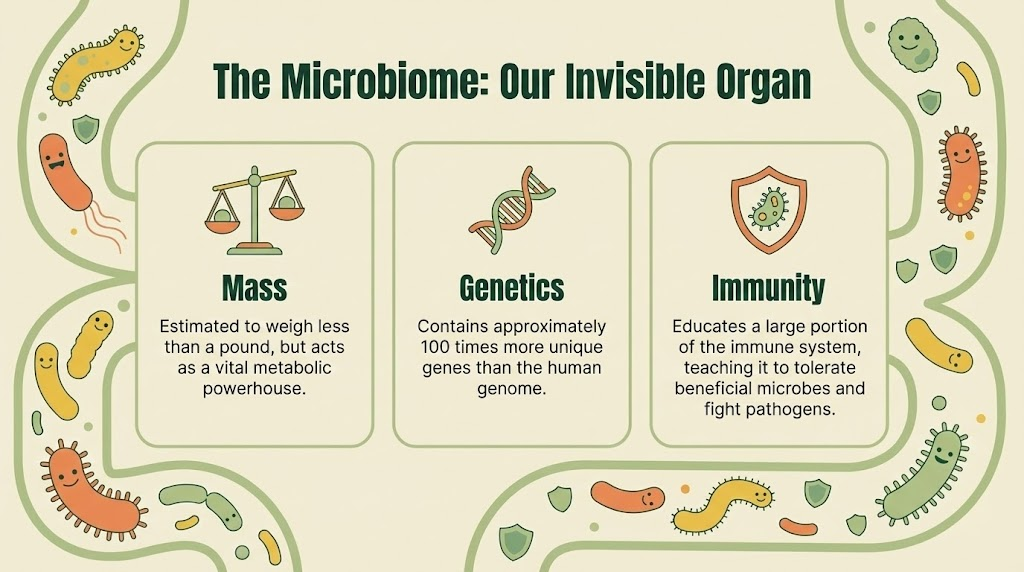 The Microbiome: Our Invisible Organ
Mass
Estimated to weigh less
than a pound, but acts
as a vital metabolic
powerhouse.
Genetics
Contains approximately
100 times more unique
genes than the human
genome.
Immunity
Educates a large portion
of the immune system,
teaching it to tolerate
beneficial microbes and
fight pathogens.